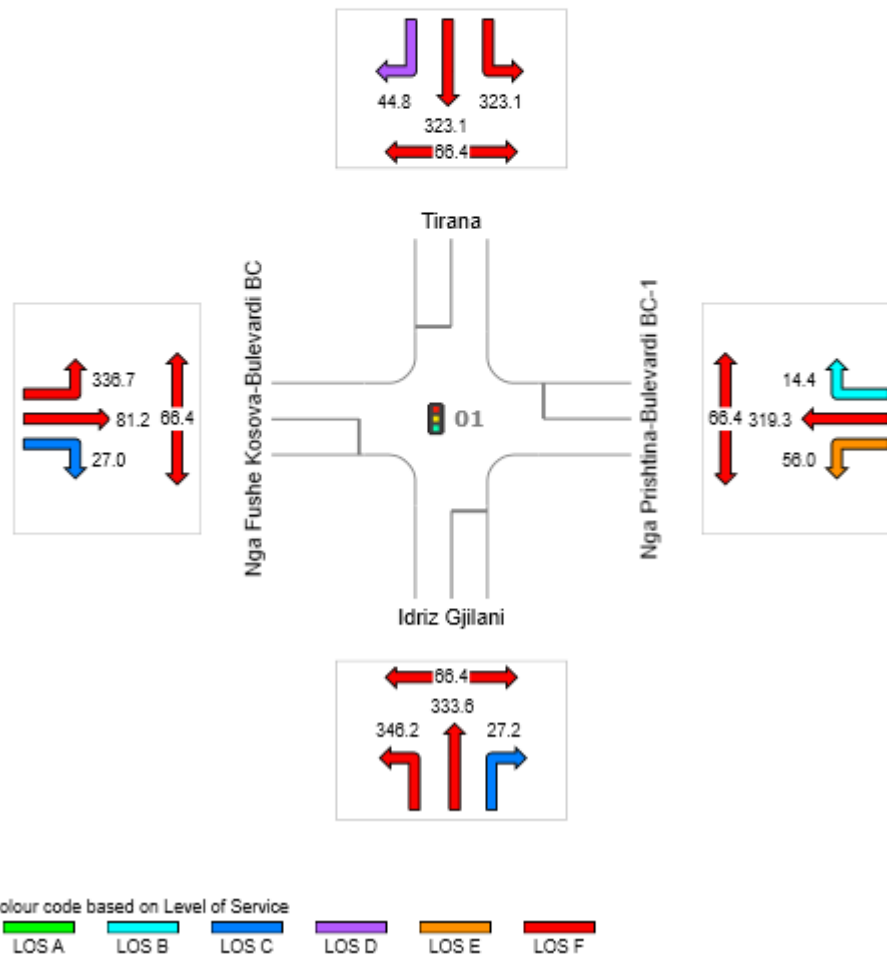 44.8
323.1
323.1
66.4
Tirana
Nga Fushe Kosova-Bulevardi BC
Nga Prishtina-Bulevardi BC-1
336.7
81.2
66.4
27.0
01
66.4
14.4
319.3
56.0
Idriz Gjilani
66.4
333.6
346.2
27.2
olour code based on Level of Service
LOS A LOS B LOS C LOS D LOS E LOS F